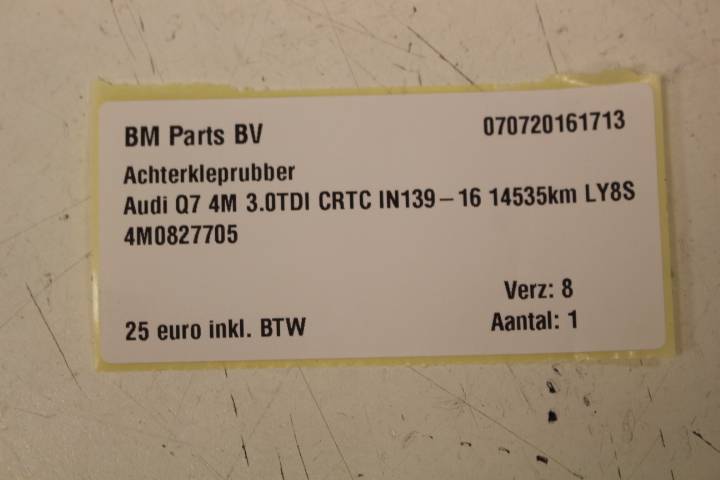 BM Parts BV 070720161713
Achterkleprubber
Audi Q7 4M 3.0TDI CRTC IN139-16 14535km LY8S
4M0827705
Verz: 8
25 euro inkl. BTW Aantal: 1